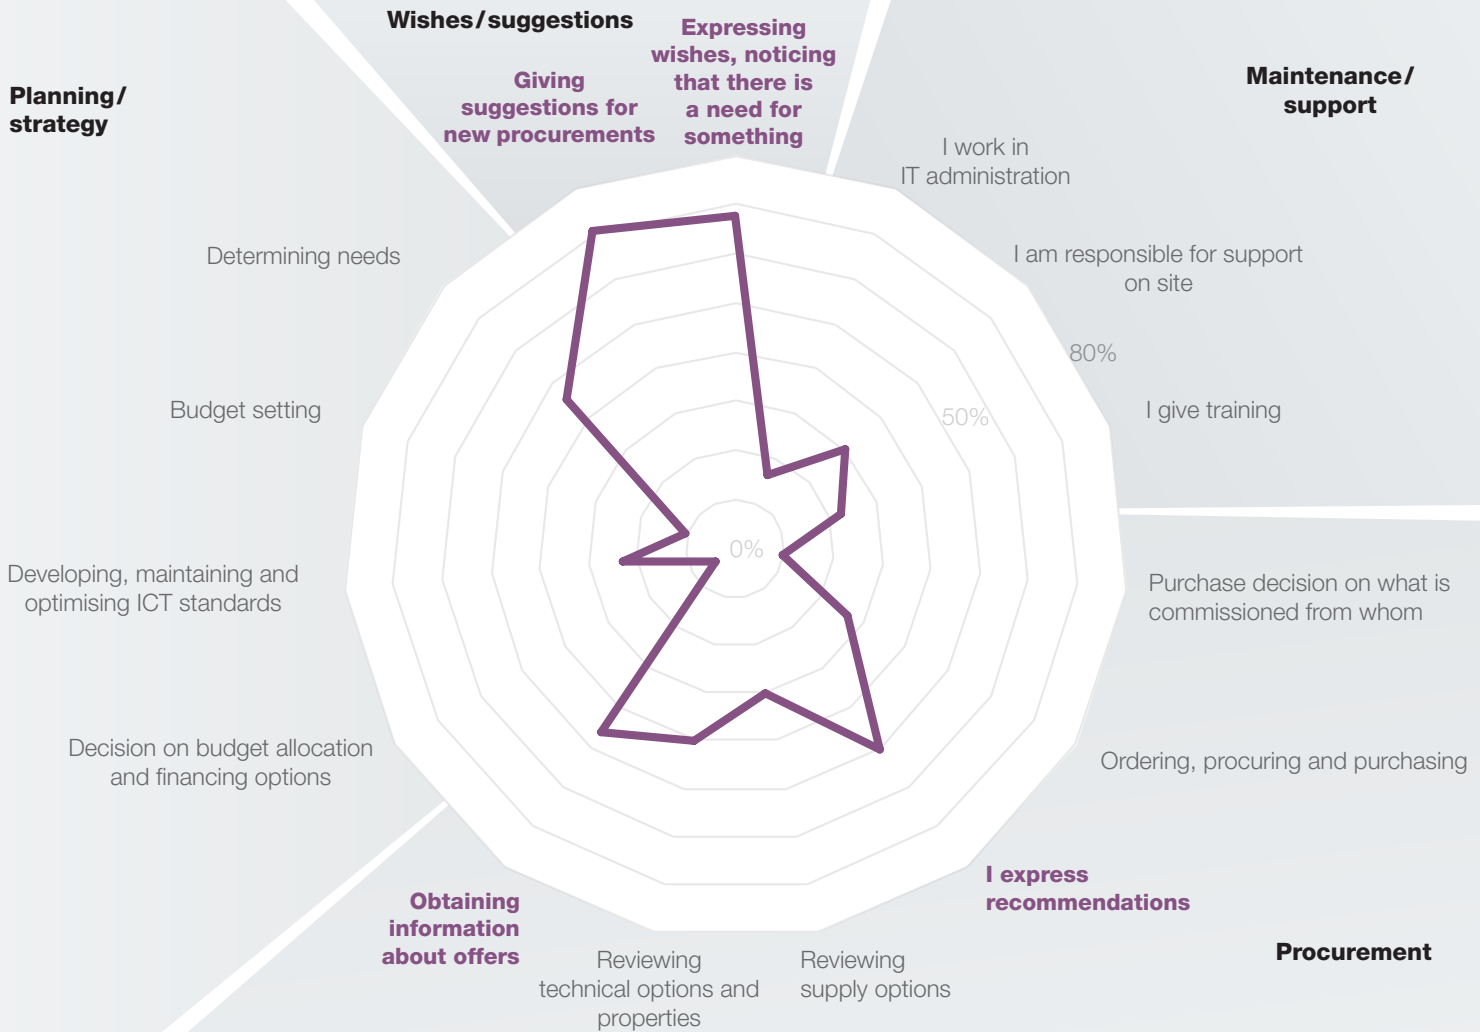 Wishes/suggestions
Expressing
wishes, noticing
that there is
a need for
something
Giving
suggestions for
new procurements
Planning/
strategy
Maintenance/
support
I work in
IT administration
I am responsible for support
on site
80%
50%
0%
I give training
Purchase decision on what is
commissioned from whom
Ordering, procuring and purchasing
I express
recommendations
Procurement
Reviewing
supply options
Reviewing
technical options and
properties
Obtaining
information
about offers
Decision on budget allocation
and financing options
Developing, maintaining and
optimising ICT standards
Budget setting
Determining needs